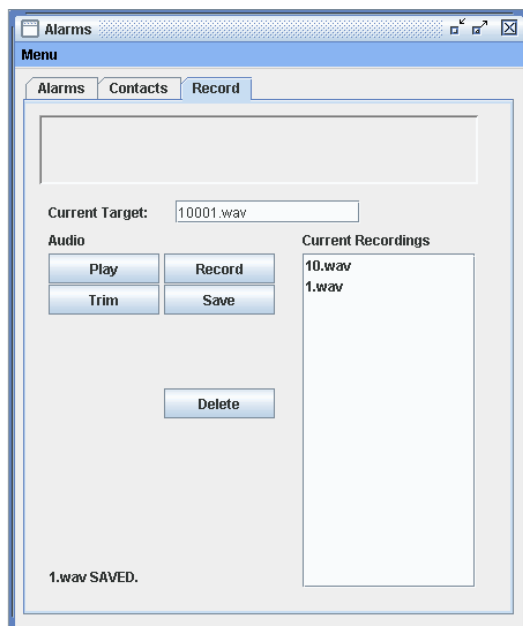 Alarms
Menu
Alarms Contacts Record
Current Target: 10001.wav
Audio Current Recordings
Play Record 10.wav
Trim Save 1.wav
Delete
1.wav SAVED.